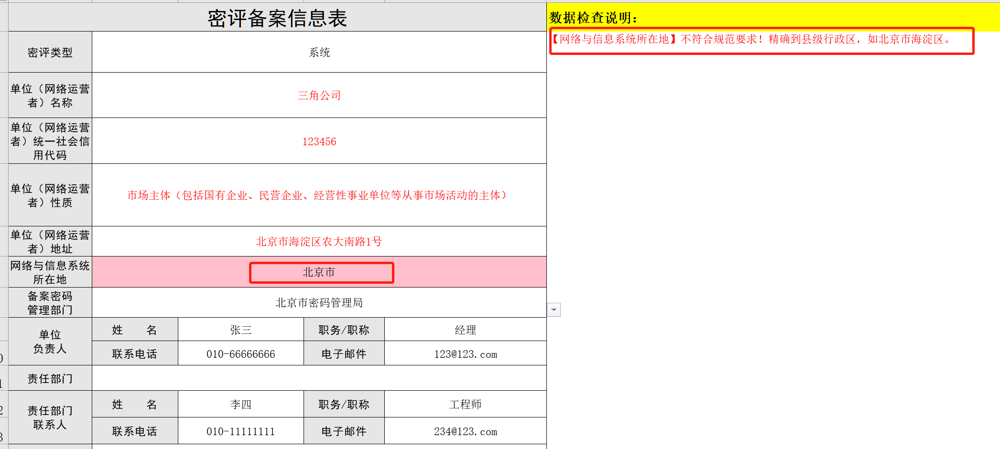 密评备案信息表
数据检查说明：
【网络与信息系统所在地】不符合规范要求！精确到县级行政区，如北京市海淀区。
密评类型
系统
单位（网络运营
者）名称
三角公司
单位（网络运营
者）统一社会信
用代码
123456
单位（网络运营
者）性质
市场主体（包括国有企业、民营企业、经营性事业单位等从事市场活动的主体）
单位（网络运营
者）地址
北京市海淀区农大南路1号
网络与信息系统
所在地
北京市
备案密码
管理部门
北京市密码管理局
单位
负责人
姓 名
张三
职务/职称
经理
0
联系电话
010-66666666
电子邮件
123@123.com
1
责任部门
2
责任部门
联系人
姓 名
李四
职务/职称
工程师
3
联系电话
010-11111111
电子邮件
234@123.com